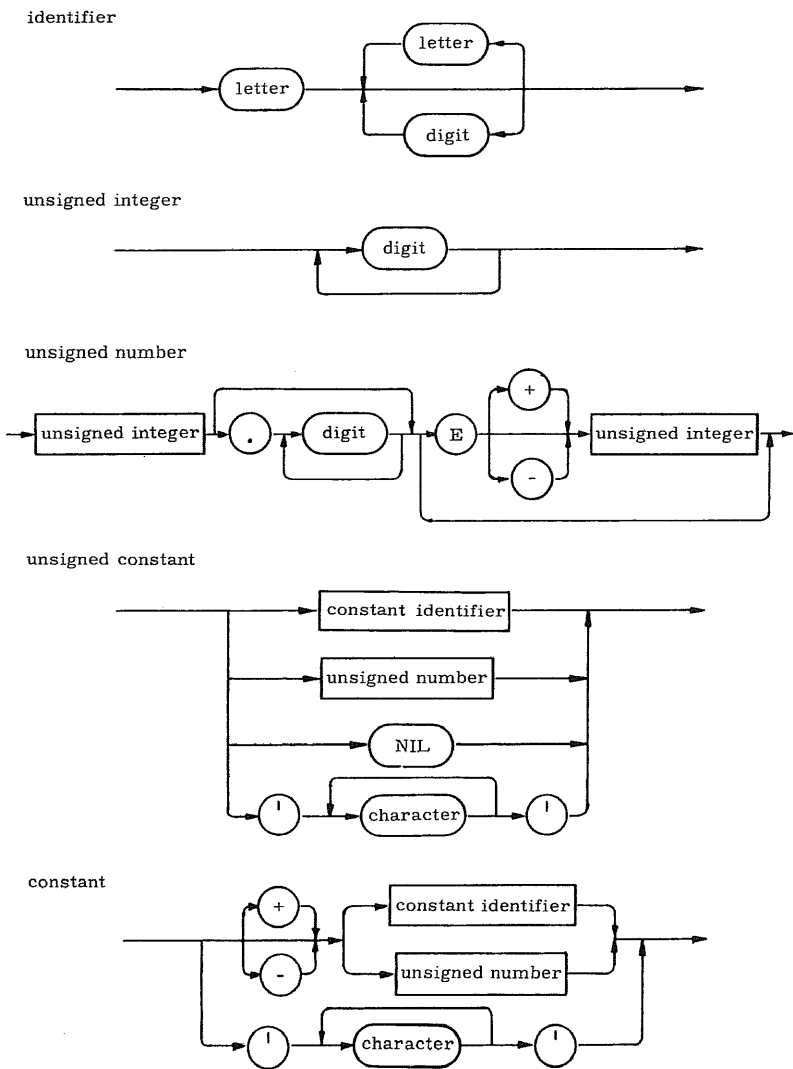 identifier
letter
letter
digit
unsigned integer
digit
unsigned number
+
unsigned integer
.
digit
E
unsigned integer
-
unsigned constant
constant identifier
unsigned number
NIL
' character '
constant
+
constant identifier
-
unsigned number
' character '